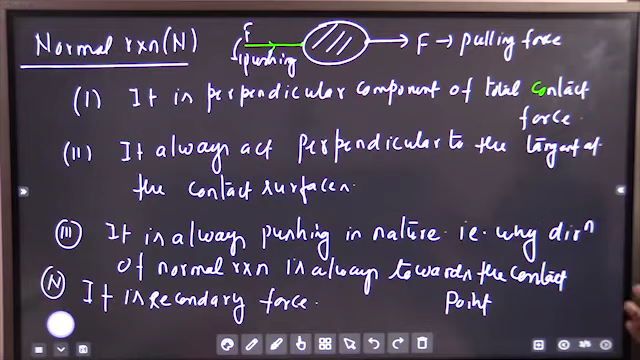 Normal rxn(N)
F
pushing
F → pulling force
(I) It is perpendicular component of total contact
force.
(II) It always act perpendicular to the tangent at
the contact surfaces.
III It is always pushing in nature. i.e. why dirⁿ
of normal rxn is always towards the contact
point
IV It is secondary force.